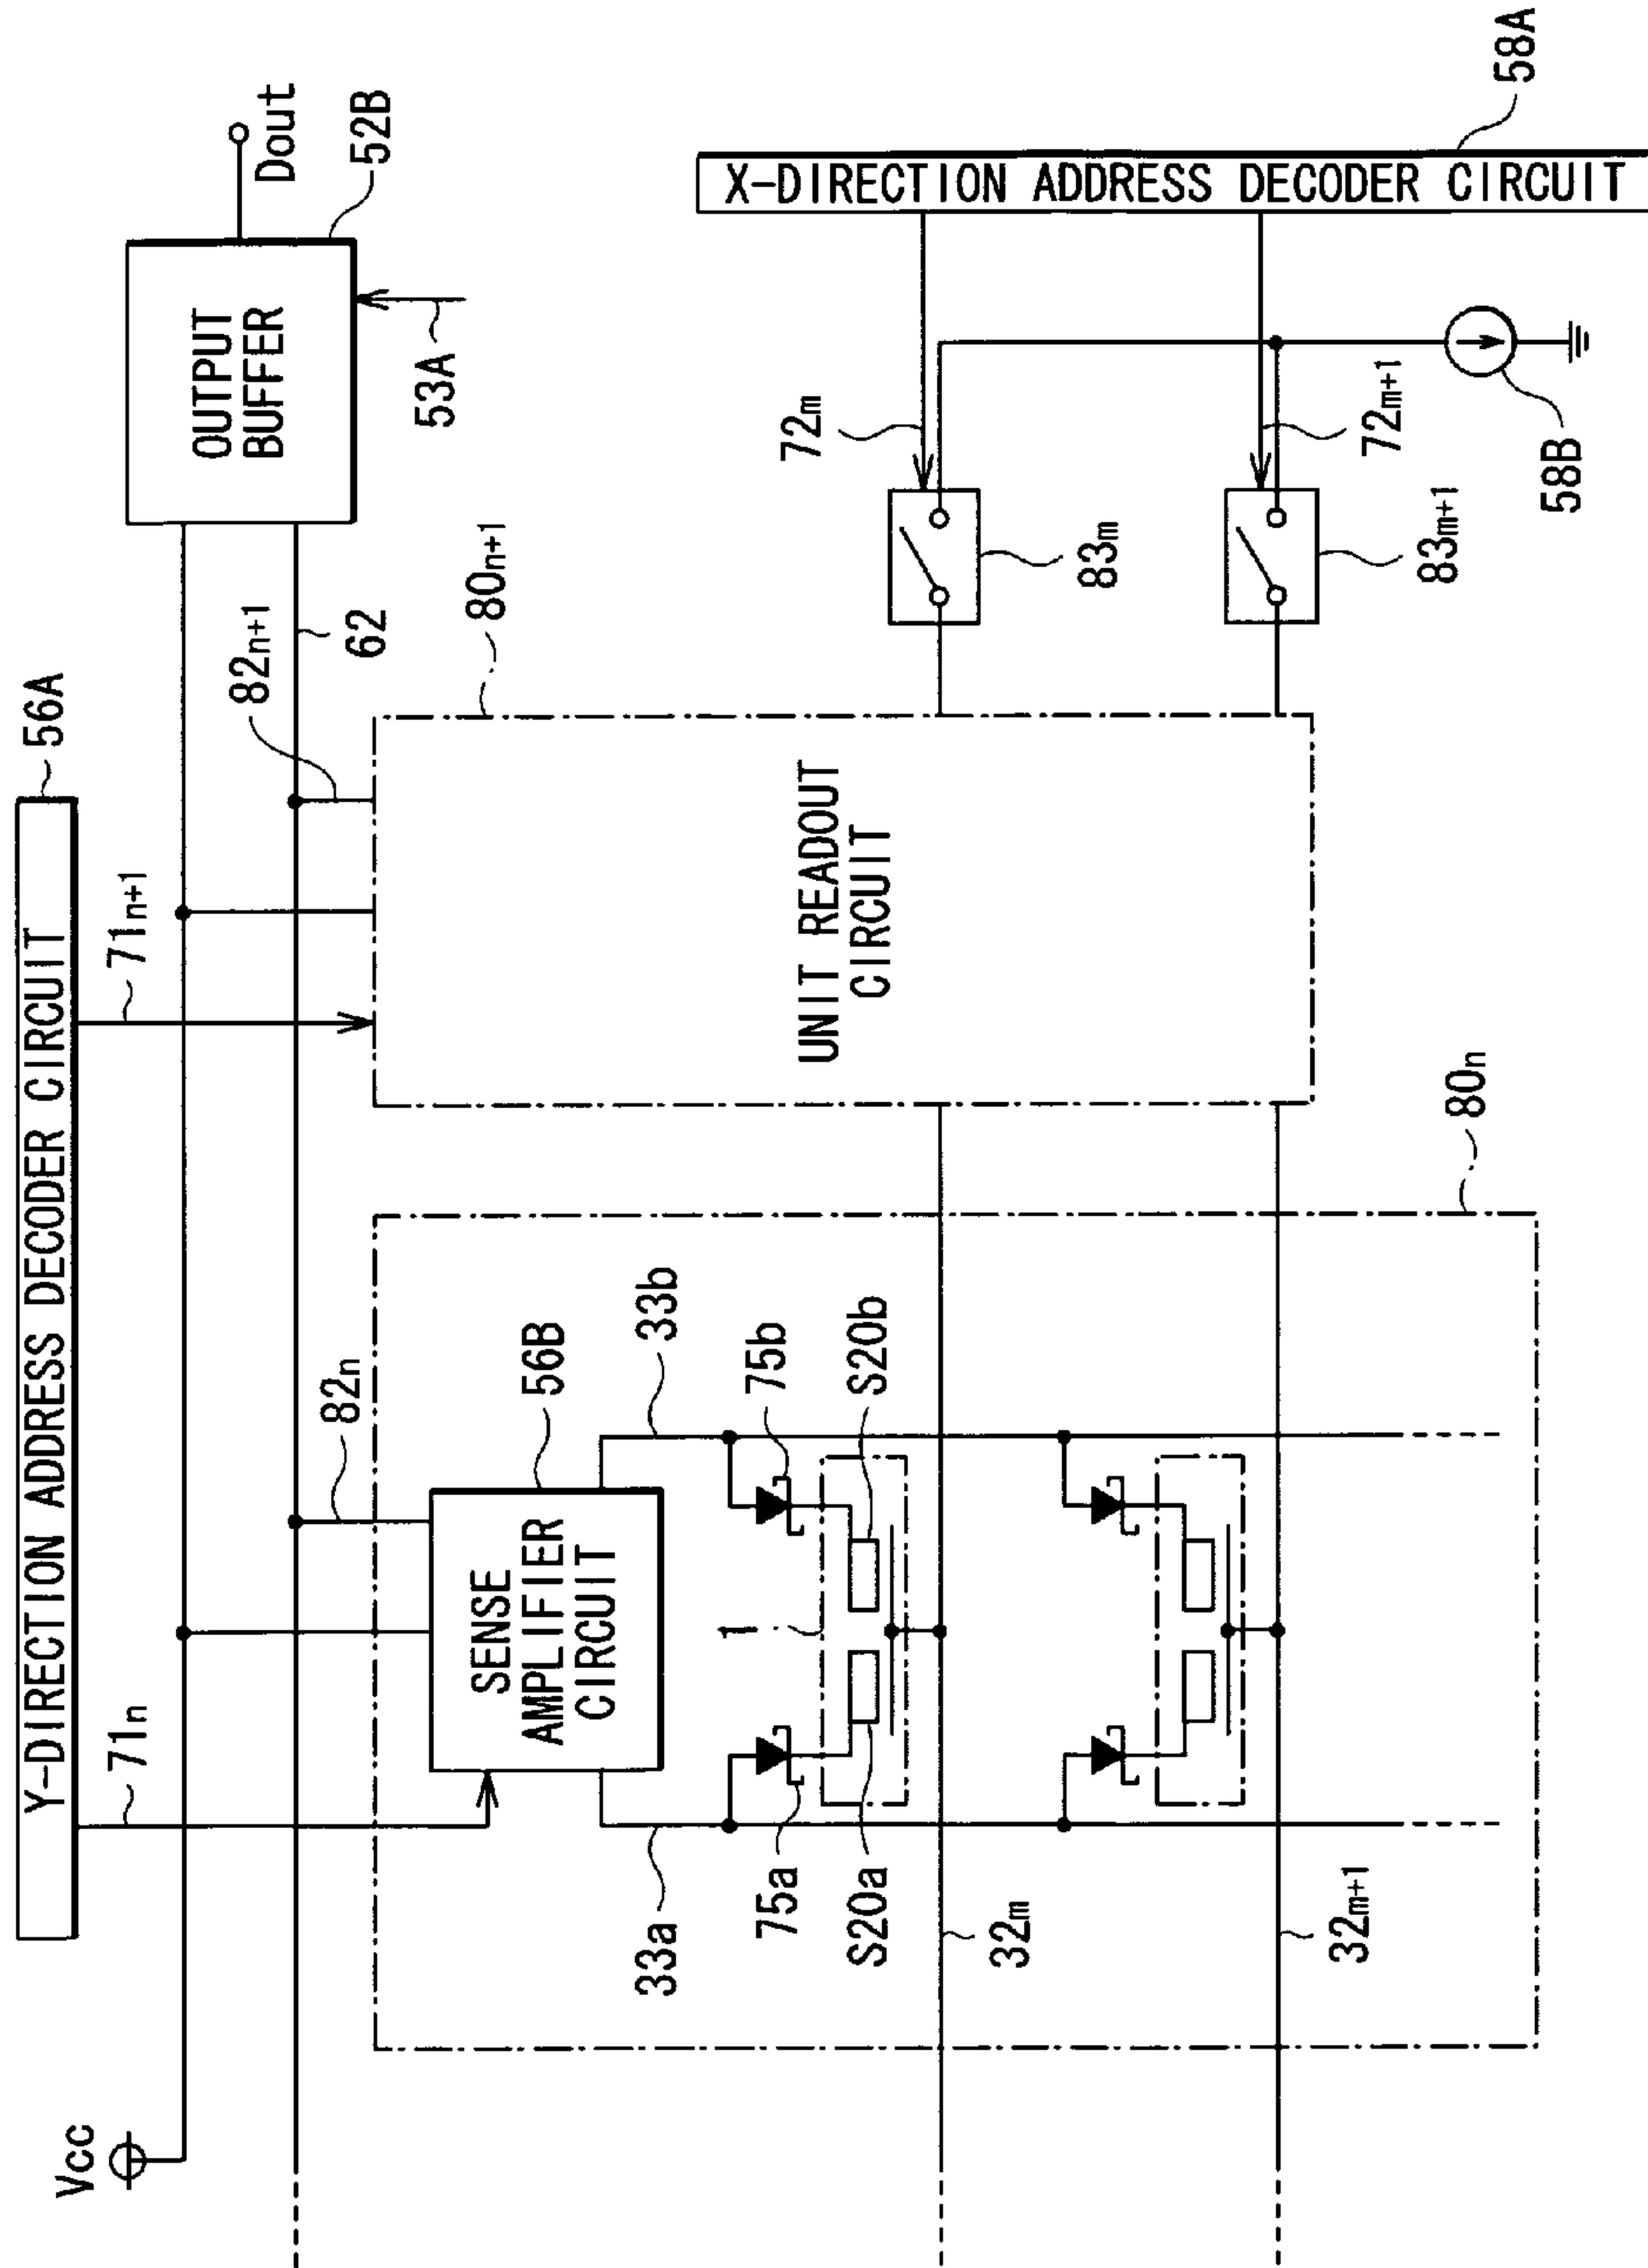 Y-DIRECTION ADDRESS DECODER CIRCUIT
56A
Vcc
71n
82n
71n+1
82n+1
62
OUTPUT
BUFFER
Dout
52B
53A
80n+1
SENSE
AMPLIFIER
CIRCUIT
56B
33a
33b
75a
75b
1
S20a
S20b
UNIT READOUT
CIRCUIT
32m
32m+1
80n
83m
83m+1
72m
72m+1
58B
X-DIRECTION ADDRESS DECODER CIRCUIT
58A